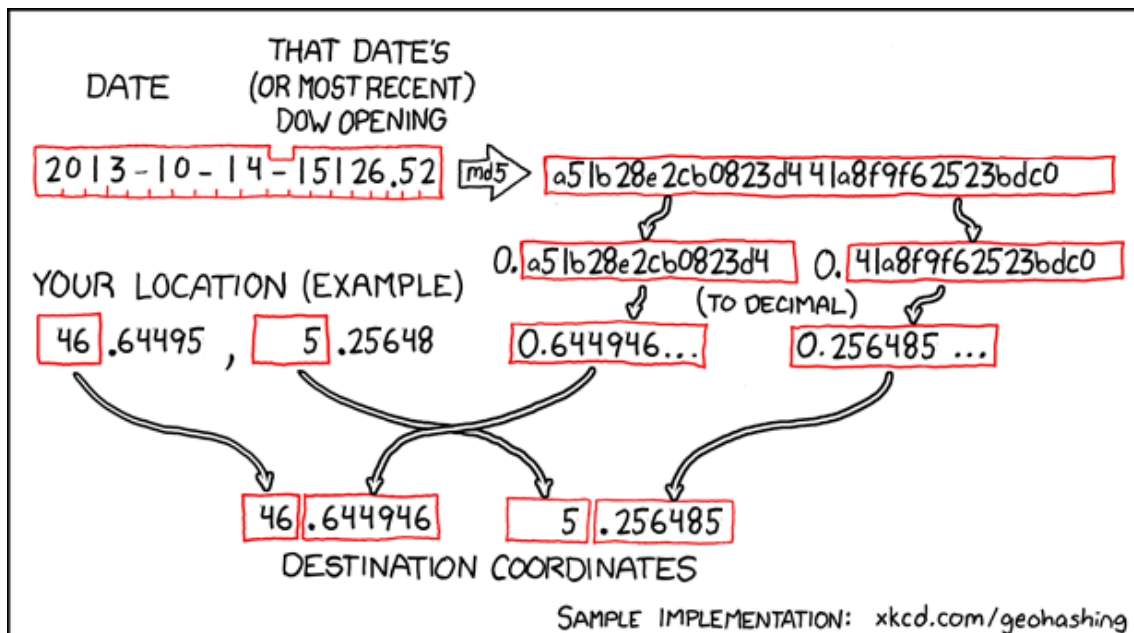 DATE
THAT DATE'S
(OR MOST RECENT)
DOW OPENING
2013-10-14-15126.52
md5
a51b28e2cb0823d441a8f9f62523bdc0
0.a51b28e2cb0823d4
0.41a8f9f62523bdc0
YOUR LOCATION (EXAMPLE)
(TO DECIMAL)
46.64495, 5.25648
0.644946...
0.256485...
46.644946
5.256485
DESTINATION COORDINATES
SAMPLE IMPLEMENTATION: xkcd.com/geohashing